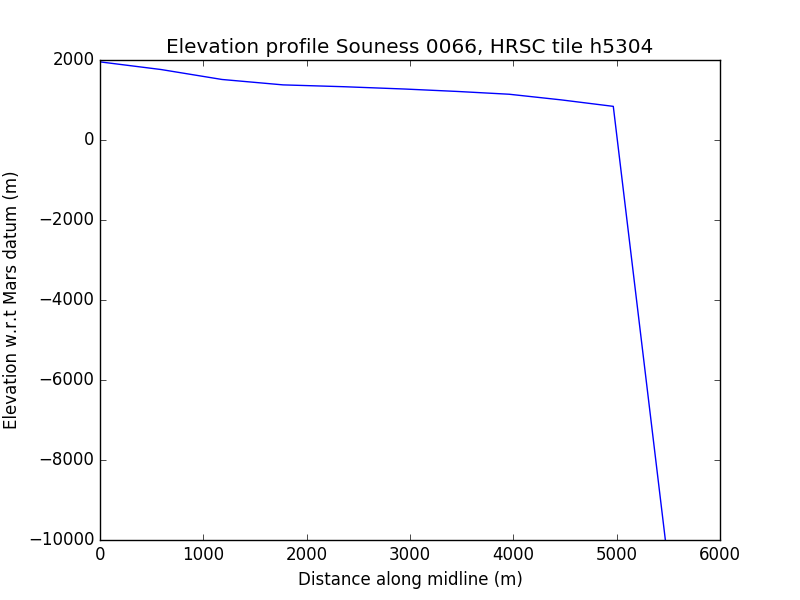 Elevation profile Souness 0066, HRSC tile h5304
2000
0
−2000
−4000
−6000
−8000
−10000
Elevation w.r.t Mars datum (m)
0 1000 2000 3000 4000 5000 6000
Distance along midline (m)